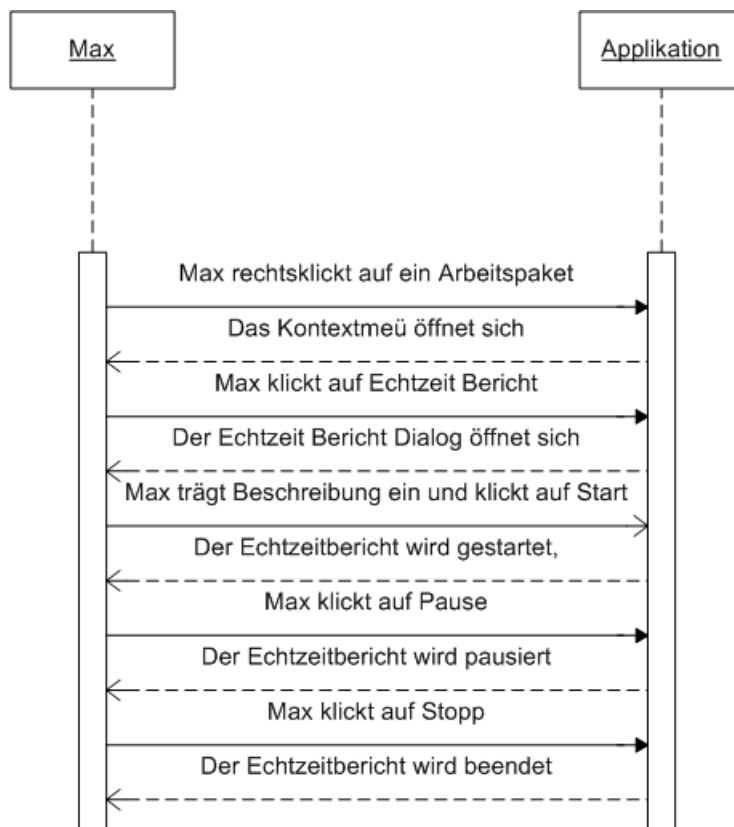 Max
Applikation
Max rechtsklickt auf ein Arbeitspaket
Das Kontextmeü öffnet sich
Max klickt auf Echtzeit Bericht
Der Echtzeit Bericht Dialog öffnet sich
Max trägt Beschreibung ein und klickt auf Start
Der Echtzeitbericht wird gestartet,
Max klickt auf Pause
Der Echtzeitbericht wird pausiert
Max klickt auf Stopp
Der Echtzeitbericht wird beendet